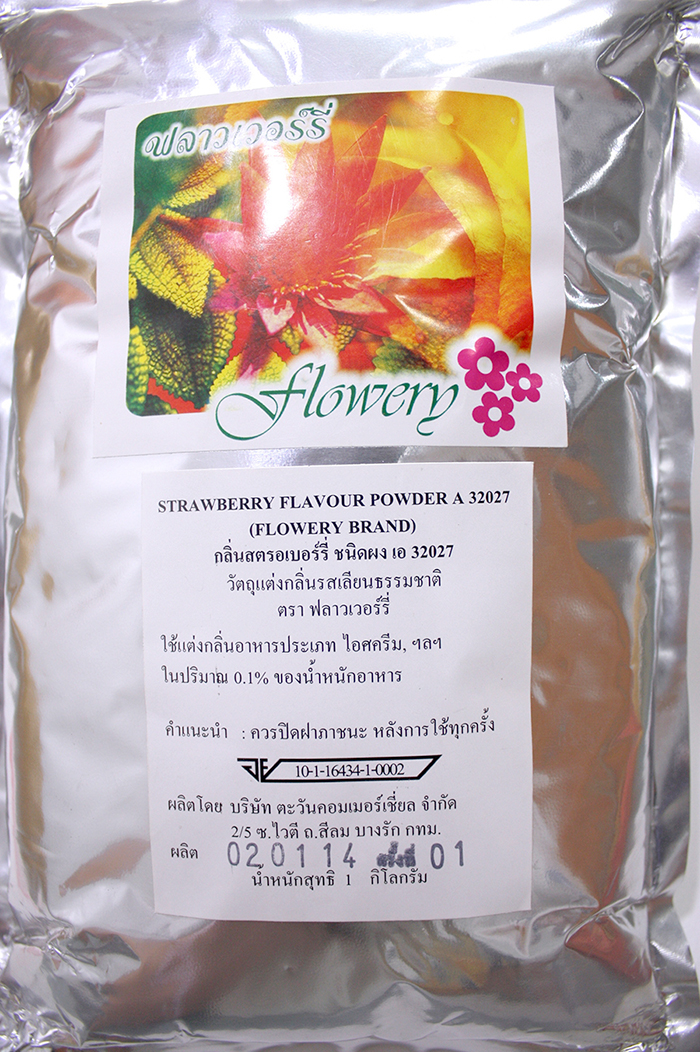 ฟลาวเวอร์รี่
flowery
STRAWBERRY FLAVOUR POWDER A 32027
(FLOWERY BRAND)
กลิ่นสตรอเบอร์รี่ ชนิดผง เอ 32027
วัตถุแต่งกลิ่นรสเลียนธรรมชาติ
ตรา ฟลาวเวอร์รี่
ใช้แต่งกลิ่นอาหารประเภท ไอศครีม, ฯลฯ
ในปริมาณ 0.1% ของน้ำหนักอาหาร
คำแนะนำ : ควรปิดฝาภาชนะ หลังการใช้ทุกครั้ง
อย 10-1-16434-1-0002
ผลิตโดย บริษัท ตะวันคอมเมอร์เชี่ยล จำกัด
2/5 ซ.ไวตี ถ.สีลม บางรัก กทม.
ผลิต 020114 ครั้งที่ 01
น้ำหนักสุทธิ 1 กิโลกรัม